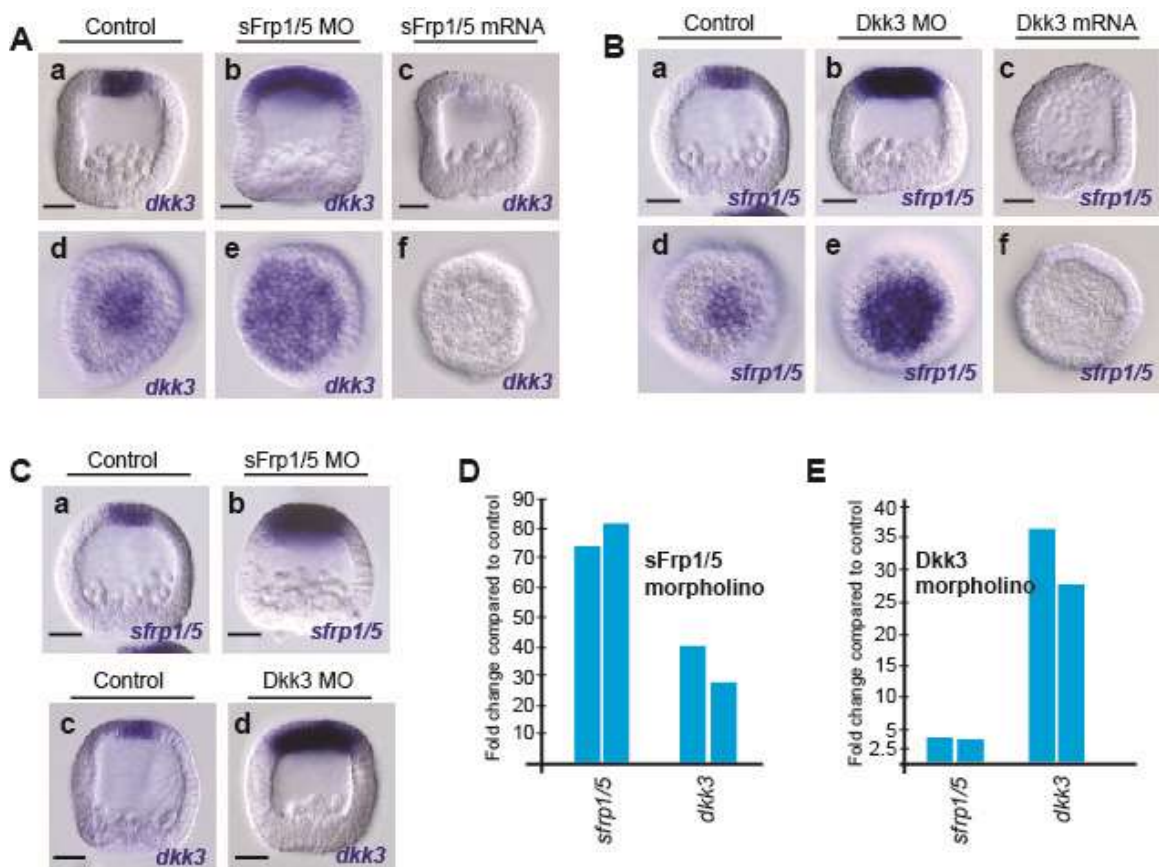 A
Control
sFrp1/5 MO
sFrp1/5 mRNA
a
b
c
dkk3
dkk3
dkk3
d
e
f
dkk3
dkk3
dkk3
B
Control
Dkk3 MO
Dkk3 mRNA
a
b
c
sfrp1/5
sfrp1/5
sfrp1/5
d
e
f
sfrp1/5
sfrp1/5
sfrp1/5
C
Control
sFrp1/5 MO
a
b
sfrp1/5
sfrp1/5
Control
Dkk3 MO
c
d
dkk3
dkk3
D
Fold change compared to control
90
80
70
60
50
40
30
20
10
sFrp1/5
morpholino
sfrp1/5
dkk3
E
Fold change compared to control
40
35
30
25
20
15
10
5
2.5
Dkk3
morpholino
sfrp1/5
dkk3